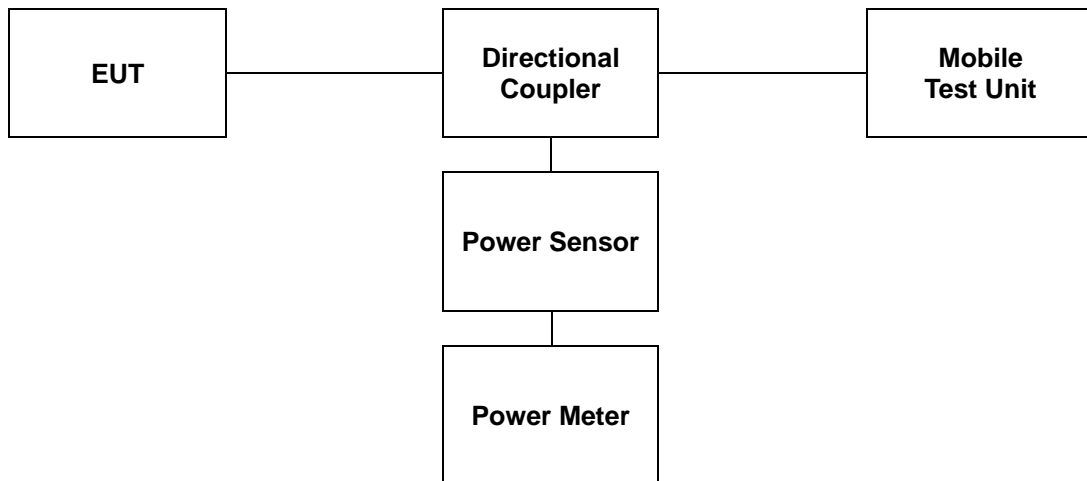 EUT
Directional
Coupler
Mobile
Test Unit
Power Sensor
Power Meter